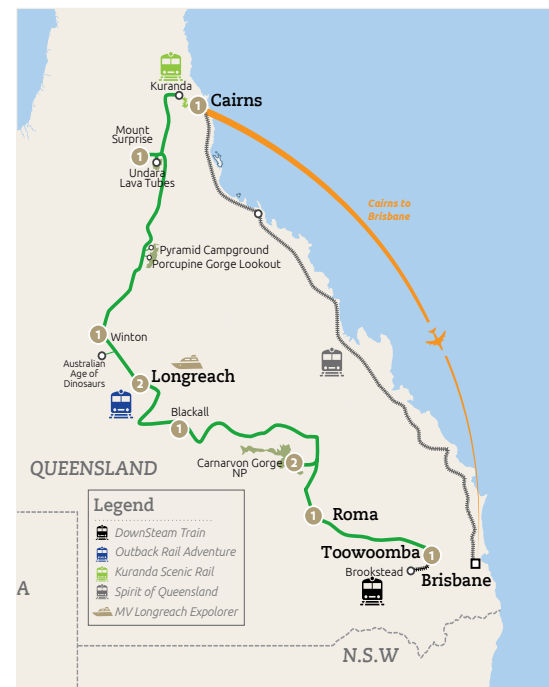 Kuranda
1
Cairns
Mount
Surprise
1
Undara
Lava Tubes
Cairns to
Brisbane
Pyramid Campground
Porcupine Gorge Lookout
1
Winton
Australian
Age of
Dinosaurs
2
Longreach
Blackall
1
QUEENSLAND
Carnarvon Gorge
NP
2
1
Roma
Toowoomba
1
Brookstead
Brisbane
Legend
DownSteam Train
Outback Rail Adventure
Kuranda Scenic Rail
Spirit of Queensland
MV Longreach Expolorer
A
N.S.W